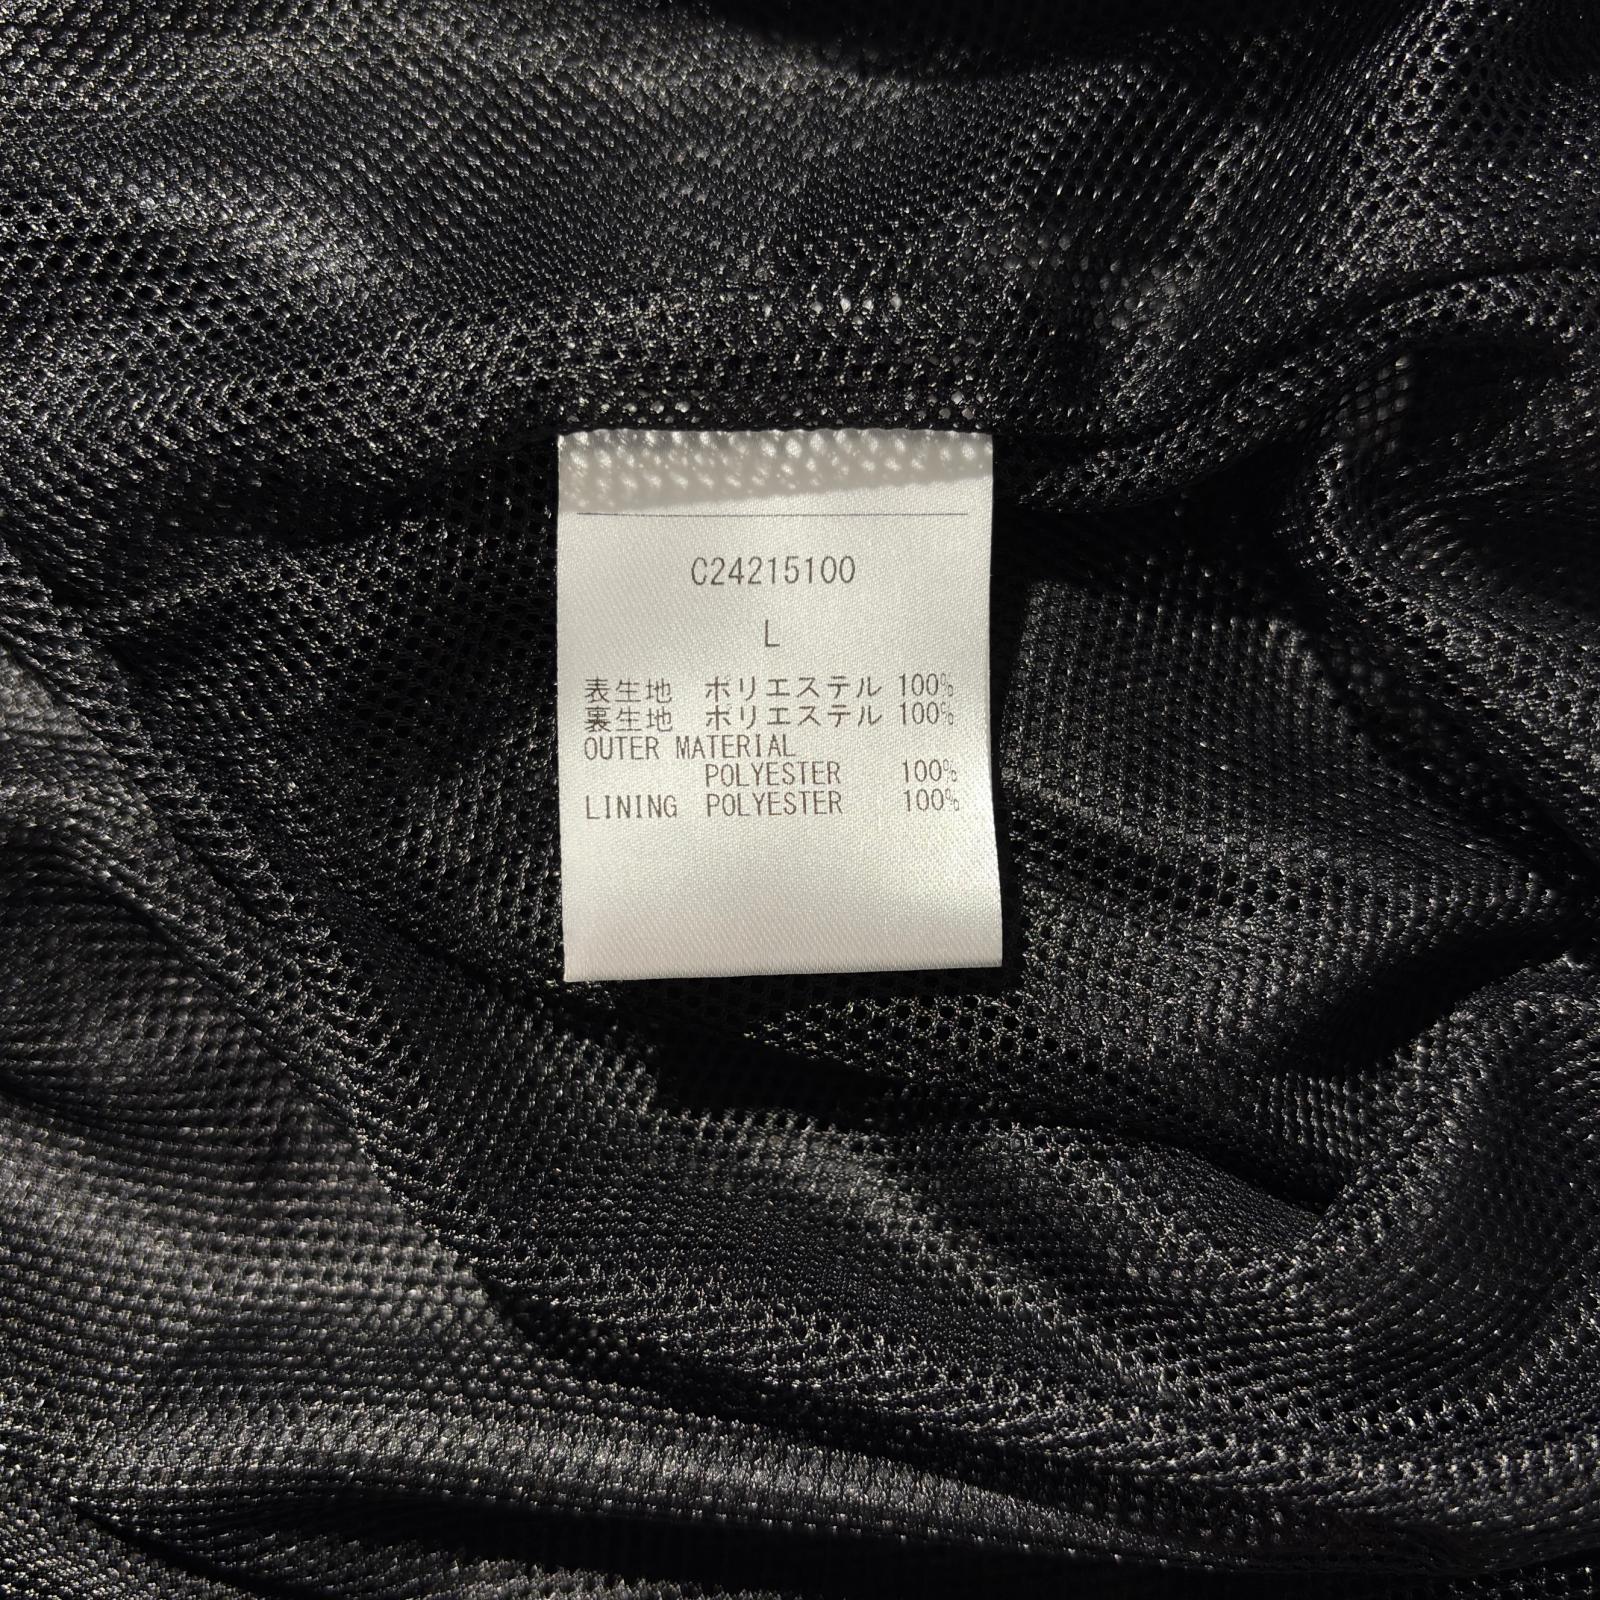 C24215100
L
表生地 ポリエステル 100%
裏生地 ポリエステル 100%
OUTER MATERIAL
POLYESTER 100%
LINING POLYESTER 100%